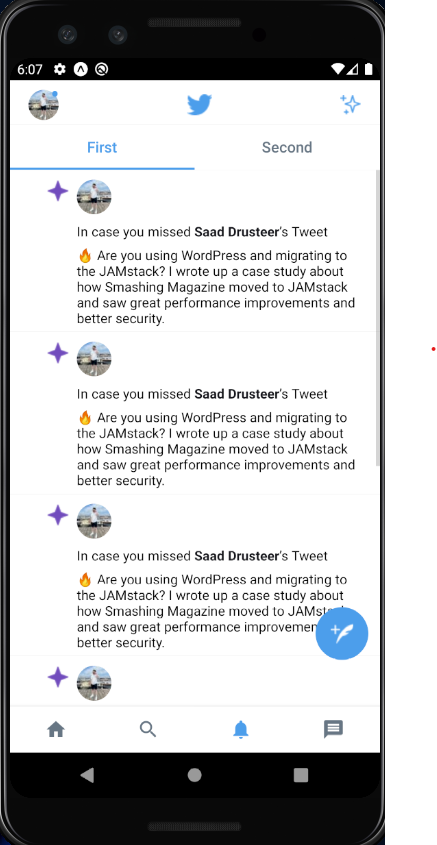 6:07
First
Second
In case you missed Saad Drusteer's Tweet
🔥 Are you using WordPress and migrating to
the JAMstack? I wrote up a case study about
how Smashing Magazine moved to JAMstack
and saw great performance improvements and
better security.
In case you missed Saad Drusteer's Tweet
🔥 Are you using WordPress and migrating to
the JAMstack? I wrote up a case study about
how Smashing Magazine moved to JAMstack
and saw great performance improvements and
better security.
In case you missed Saad Drusteer's Tweet
🔥 Are you using WordPress and migrating to
the JAMstack? I wrote up a case study about
how Smashing Magazine moved to
and saw great performance
better security.